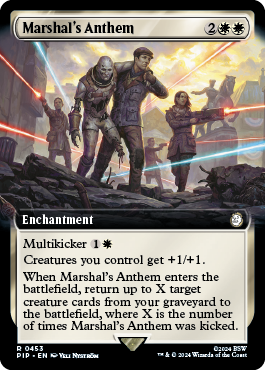 Marshal's Anthem 2
Enchantment
Multikicker 1
Creatures you control get +1/+1.
When Marshal's Anthem enters the
battlefield, return up to X target
creature cards from your graveyard to
the battlefield, where X is the number
of times Marshal's Anthem was kicked.
R 0453 ©2024 BSW
PIP • EN Veli Nyström ™ & © 2024 Wizards of the Coast